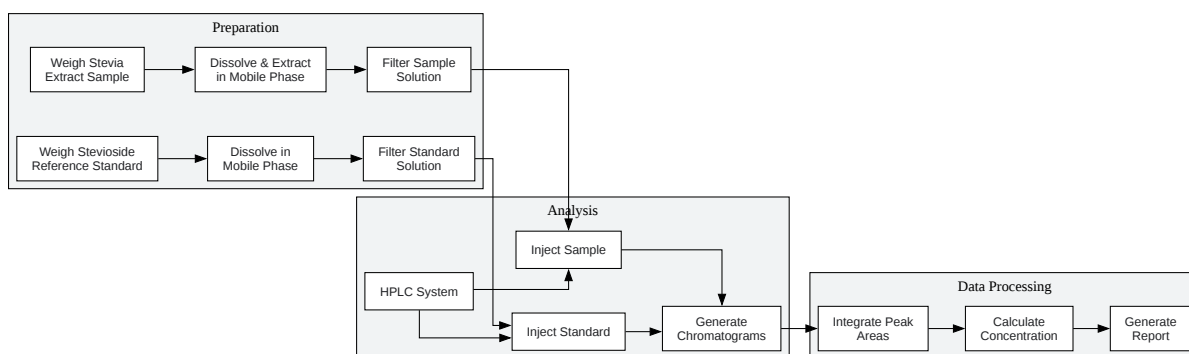 Preparation
Weigh Stevia
Extract Sample
Dissolve & Extract
in Mobile Phase
Filter Sample
Solution
Weigh Stevioside
Reference Standard
Dissolve in
Mobile Phase
Filter Standard
Solution
Analysis
Inject Sample
HPLC System
Inject Standard
Generate
Chromatograms
Data Processing
Integrate Peak
Areas
Calculate
Concentration
Generate
Report